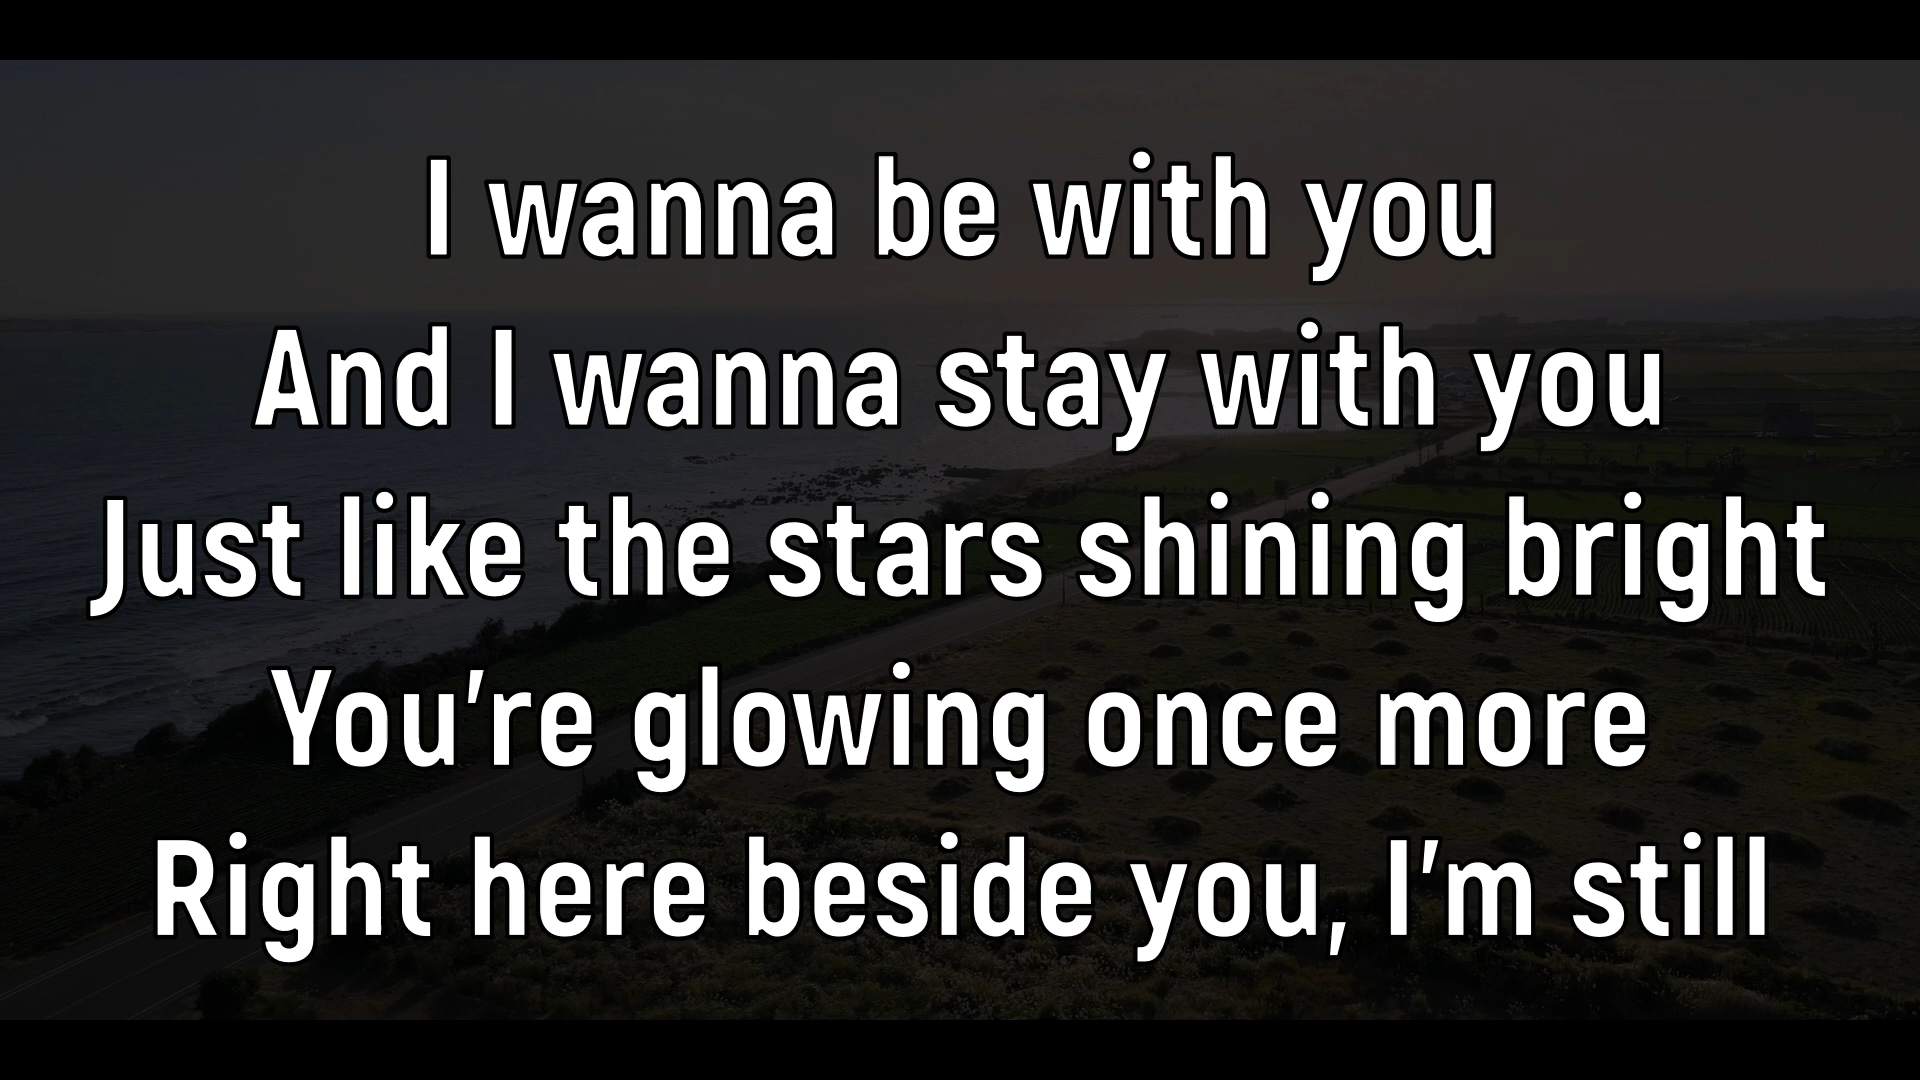 I wanna be with you
And I wanna stay with you
Just like the stars shining bright
You're glowing once more
Right here beside you, I'm still